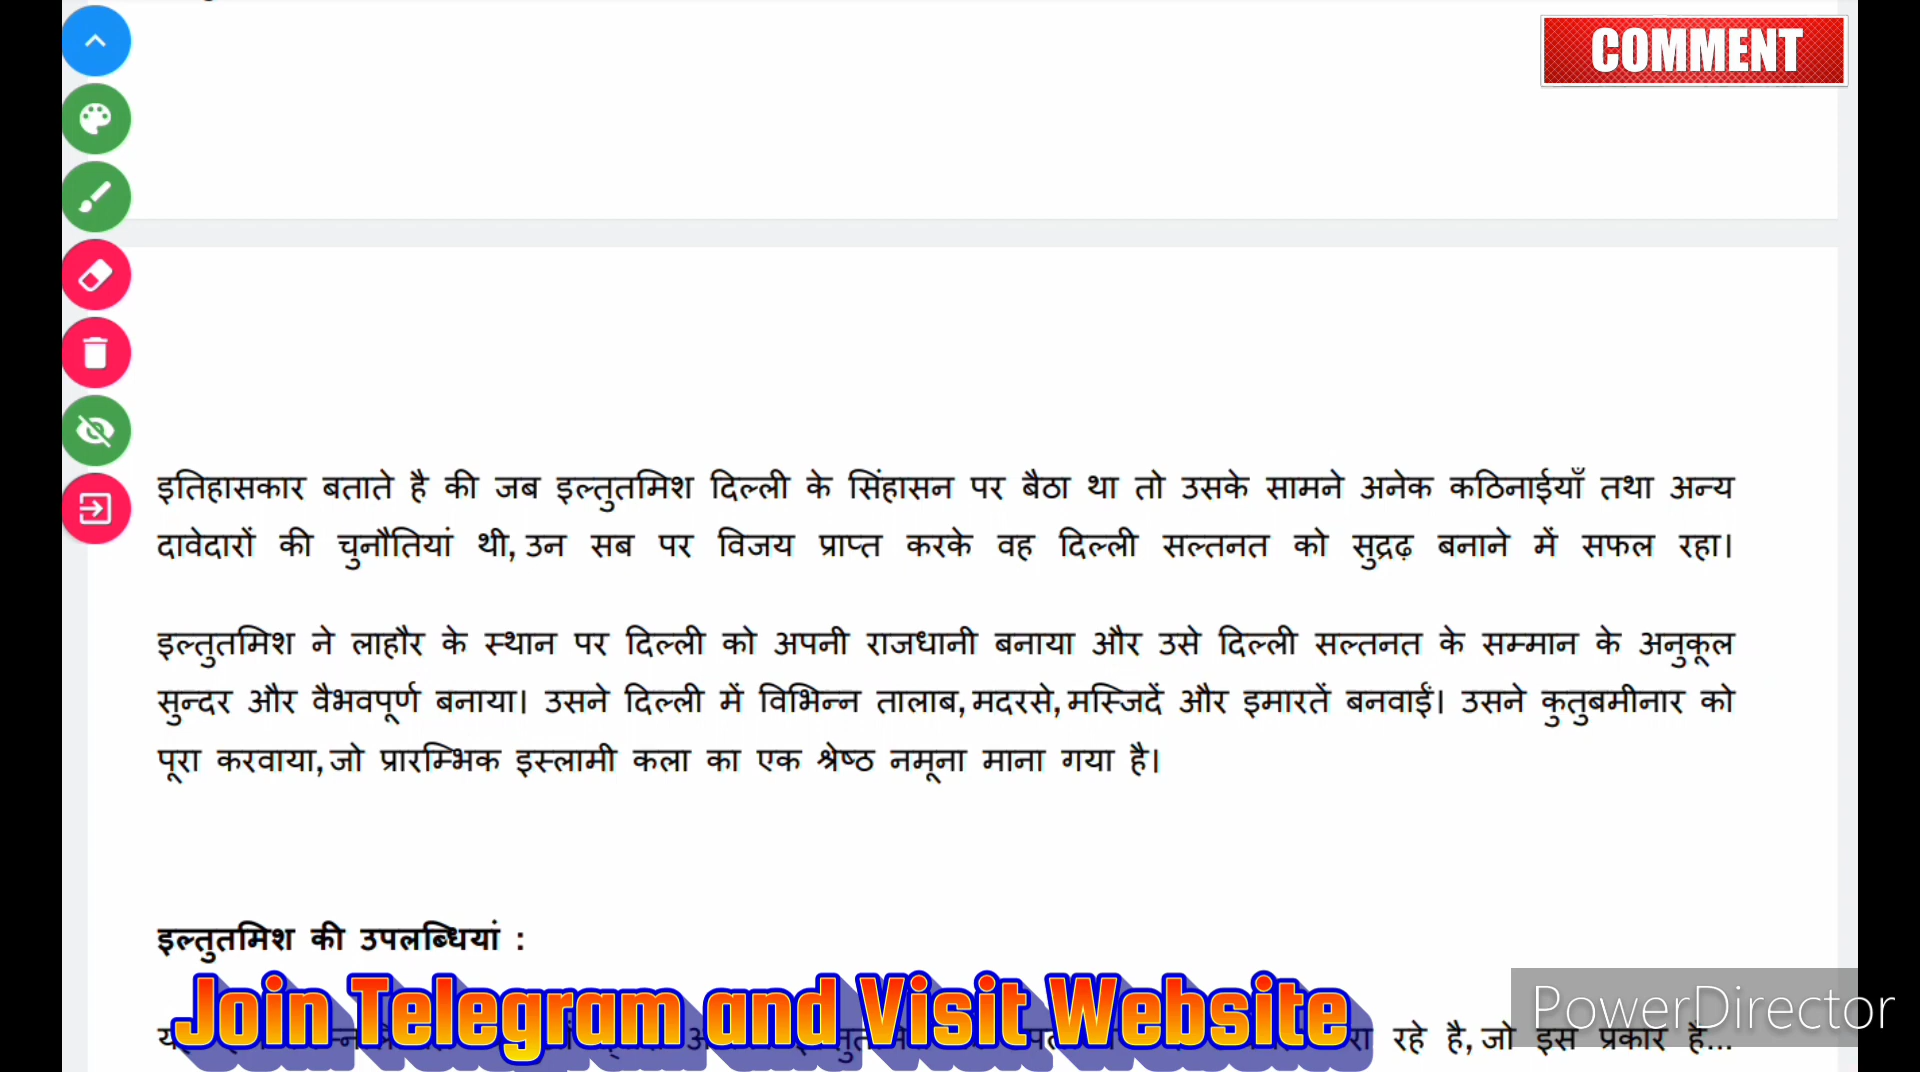 COMMENT
इतिहासकार बताते है की जब इल्तुतमिश दिल्ली के सिंहासन पर बैठा था तो उसके सामने अनेक कठिनाईयाँ तथा अन्य
दावेदारों की चुनौतियां थी, उन सब पर विजय प्राप्त करके वह दिल्ली सल्तनत को सुद्रढ़ बनाने में सफल रहा।
इल्तुतमिश ने लाहौर के स्थान पर दिल्ली को अपनी राजधानी बनाया और उसे दिल्ली सल्तनत के सम्मान के अनुकूल
सुन्दर और वैभवपूर्ण बनाया। उसने दिल्ली में विभिन्न तालाब, मदरसे, मस्जिदें और इमारतें बनवाईं। उसने कुतुबमीनार को
पूरा करवाया, जो प्रारम्भिक इस्लामी कला का एक श्रेष्ठ नमूना माना गया है।
इल्तुतमिश की उपलब्धियां :
Join Telegram and Visit Website
PowerDirector
रहे है, जो इस प्रकार है...